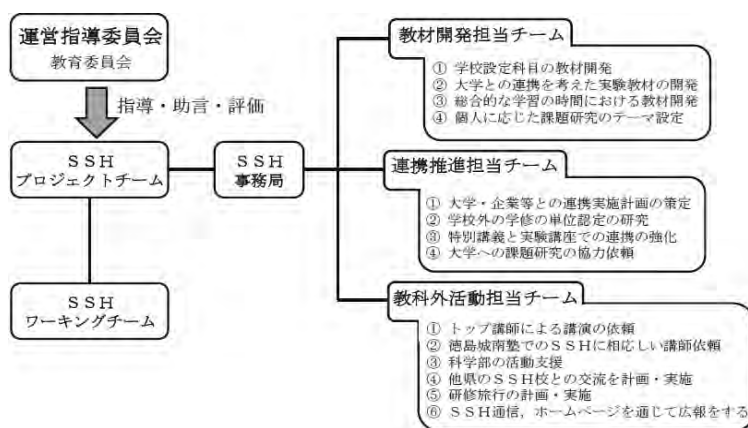 運営指導委員会
教育委員会
指導・助言・評価
ＳＳＨ
プロジェクトチーム
ＳＳＨ
事務局
ＳＳＨ
ワーキングチーム
教材開発担当チーム
① 学校設定科目の教材開発
② 大学との連携を考えた実験教材の開発
③ 総合的な学習の時間における教材開発
④ 個人に応じた課題研究のテーマ設定
連携推進担当チーム
① 大学・企業等との連携実施計画の策定
② 学校外の学修の単位認定の研究
③ 特別講義と実験講座での連携の強化
④ 大学への課題研究の協力依頼
教科外活動担当チーム
① トップ講師による講演の依頼
② 徳島城南塾でのＳＳＨに相応しい講師依頼
③ 科学部の活動支援
④ 他県のＳＳＨ校との交流を計画・実施
⑤ 研修旅行の計画・実施
⑥ ＳＳＨ通信，ホームページを通じて広報をする